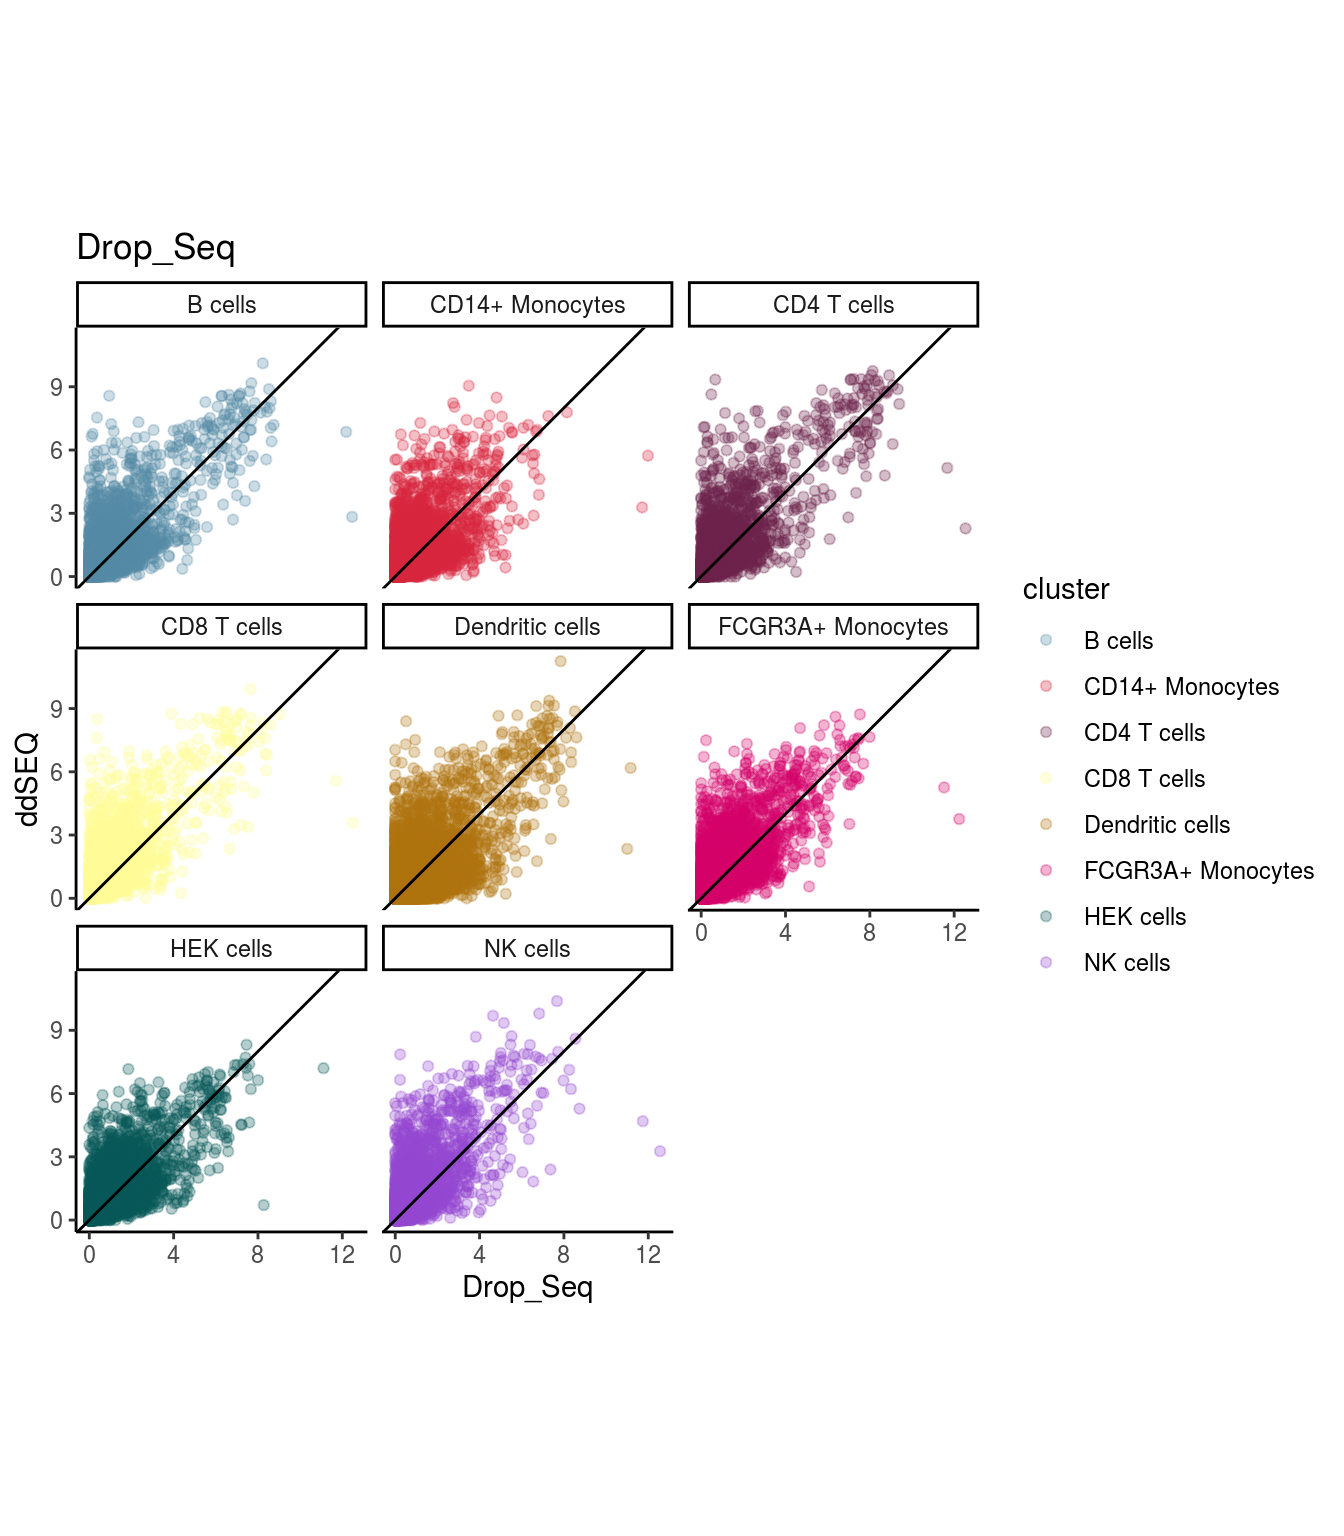 Drop_Seq
B cells
CD14+ Monocytes
CD4 T cells
9
6
3
0
CD8 T cells
Dendritic cells
FCGR3A+ Monocytes
9
6
3
0
0
4
8
12
HEK cells
NK cells
9
6
3
0
0
4
8
12
0
4
8
12
Drop_Seq
ddSEQ
cluster
B cells
CD14+ Monocytes
CD4 T cells
CD8 T cells
Dendritic cells
FCGR3A+ Monocytes
HEK cells
NK cells